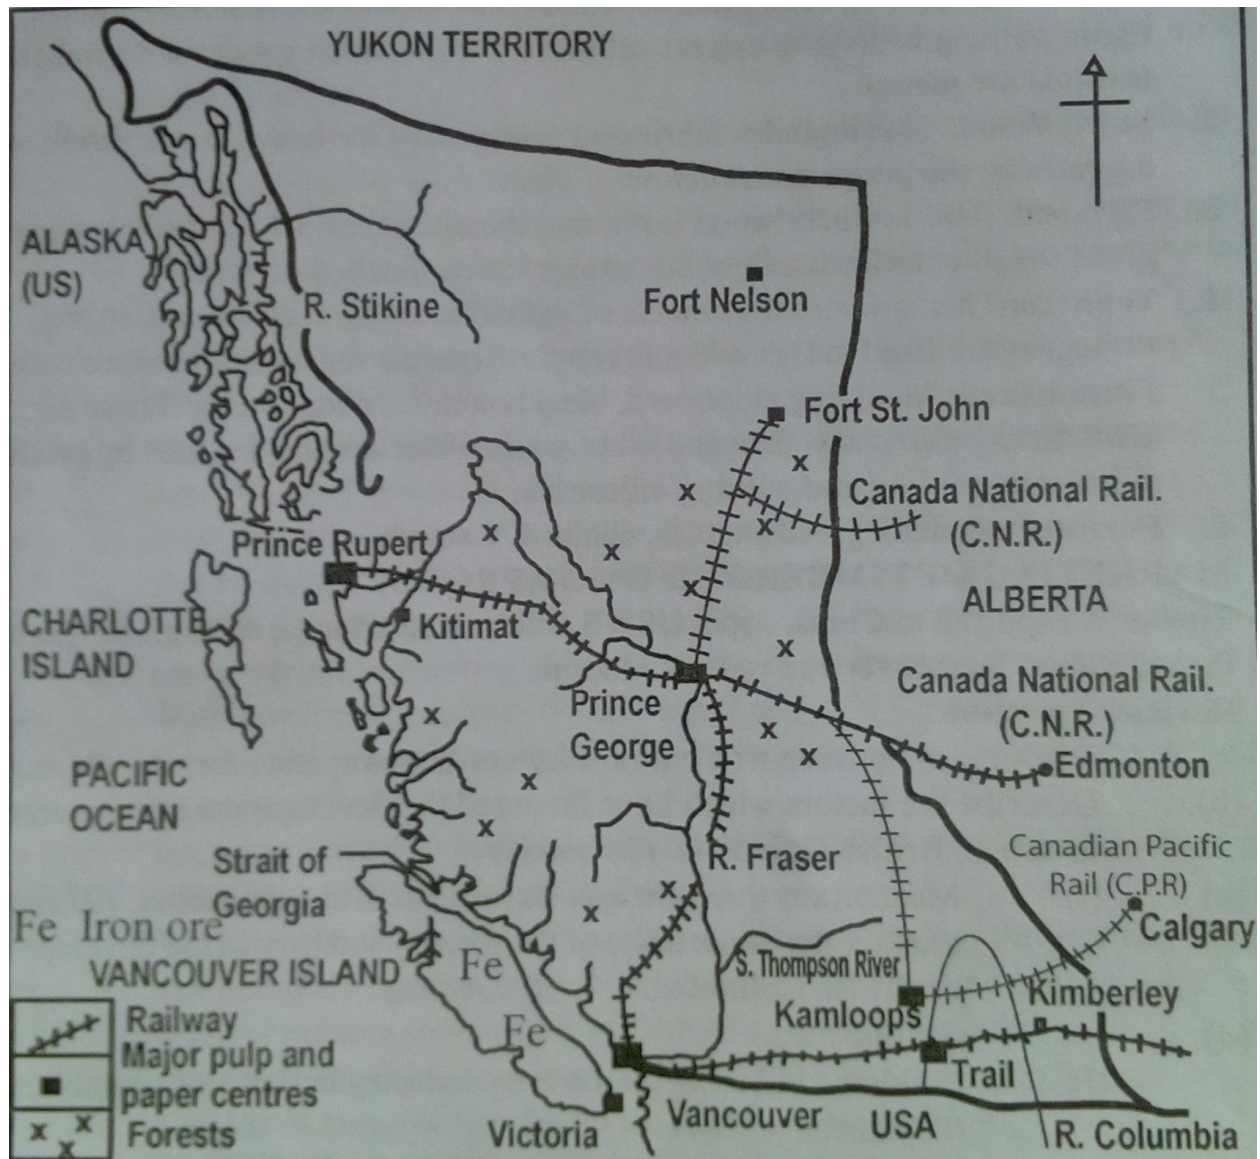 YUKON TERRITORY
ALASKA
(US)
R. Stikine
Fort Nelson
Fort St. John
Canada National Rail.
(C.N.R.)
ALBERTA
Prince Rupert
Kitimat
CHARLOTTE
ISLAND
Prince
George
Canada National Rail.
(C.N.R.)
Edmonton
PACIFIC
OCEAN
R. Fraser
Canadian Pacific
Rail (C.P.R)
Calgary
Strait of
Georgia
Fe Iron ore
VANCOUVER ISLAND
Fe
Fe
S. Thompson River
Kamloops
Kimberley
Trail
Vancouver
USA
R. Columbia
Victoria
Railway
Major pulp and
paper centres
Forests